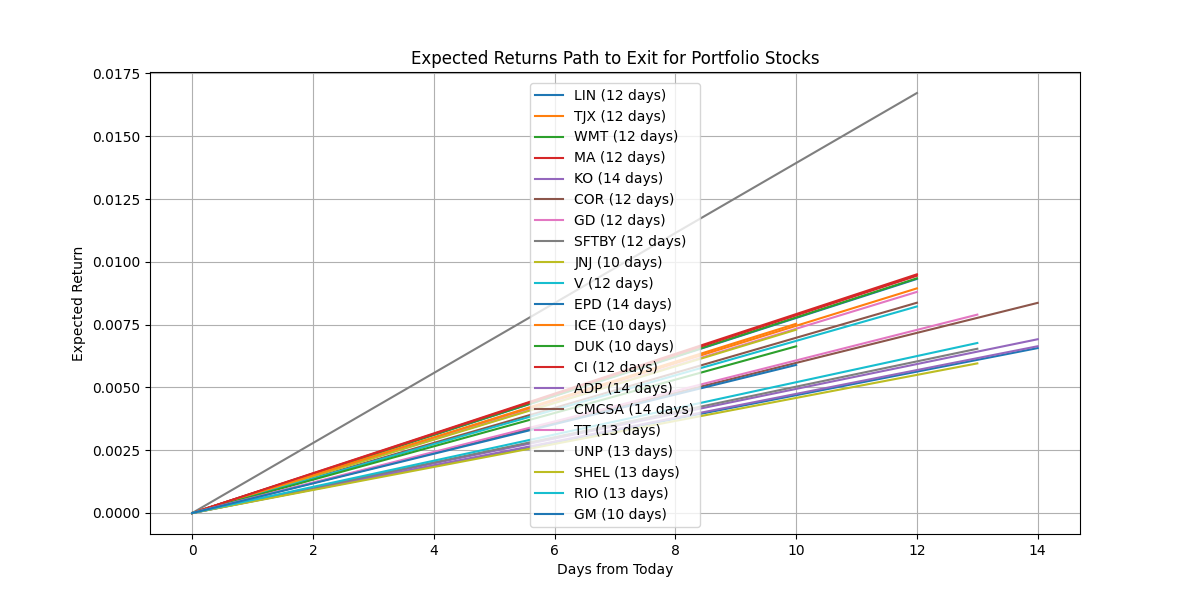 Expected Returns Path to Exit for Portfolio Stocks
0.0175
0.0150
0.0125
0.0100
0.0075
0.0050
0.0025
0.0000
Expected Return
LIN (12 days)
TJX (12 days)
WMT (12 days)
MA (12 days)
KO (14 days)
COR (12 days)
GD (12 days)
SFTBY (12 days)
JNJ (10 days)
V (12 days)
EPD (14 days)
ICE (10 days)
DUK (10 days)
CI (12 days)
ADP (14 days)
CMCSA (14 days)
TT (13 days)
UNP (13 days)
SHEL (13 days)
RIO (13 days)
GM (10 days)
0 2 4 6 8 10 12 14
Days from Today